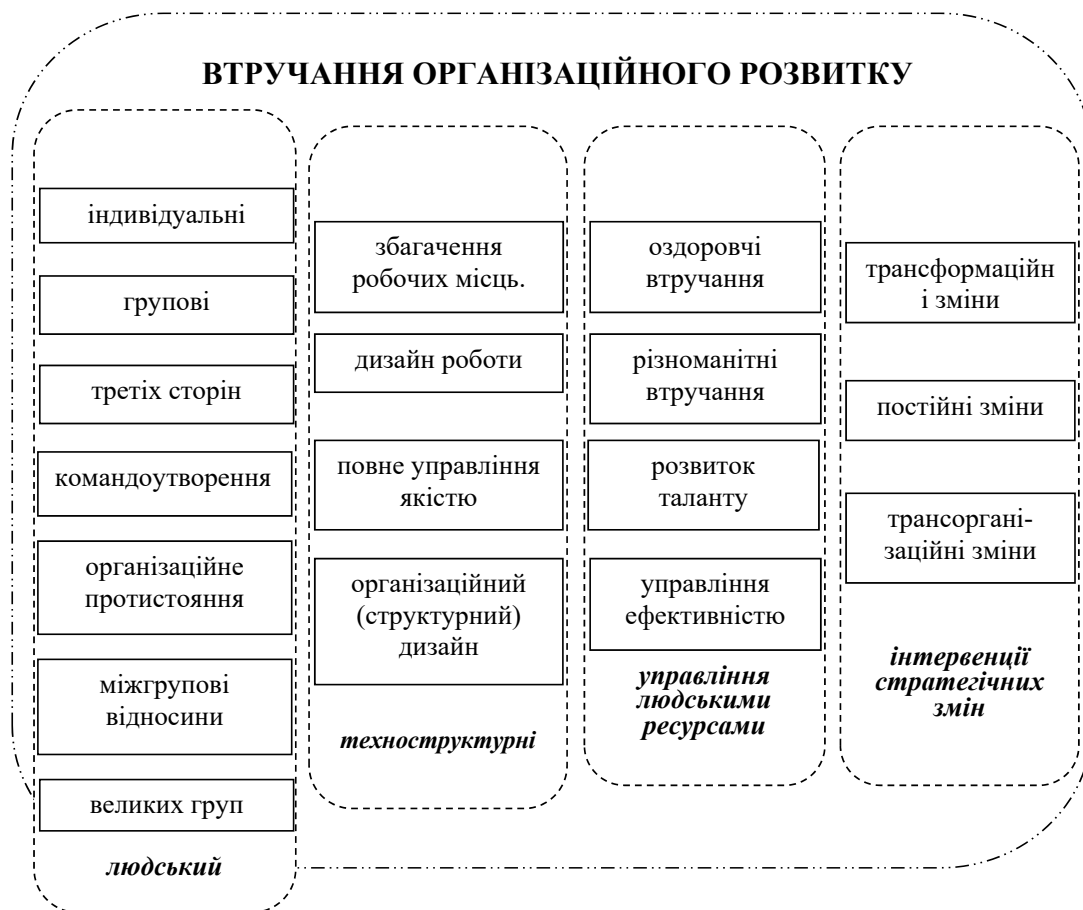 ВТРУЧАННЯ ОРГАНІЗАЦІЙНОГО РОЗВИТКУ
індивідуальні
групові
третіх сторін
командоутворення
організаційне
протистояння
міжгрупові
відносини
великих груп
людський
збагачення
робочих місць.
дизайн роботи
повне управління
якістю
організаційний
(структурний)
дизайн
техноструктурні
оздоровчі
втручання
різноманітні
втручання
розвиток
таланту
управління
ефективністю
управління
людськими
ресурсами
трансформаційн
і зміни
постійні зміни
трансоргані-
заційні зміни
інтервенції
стратегічних
змін